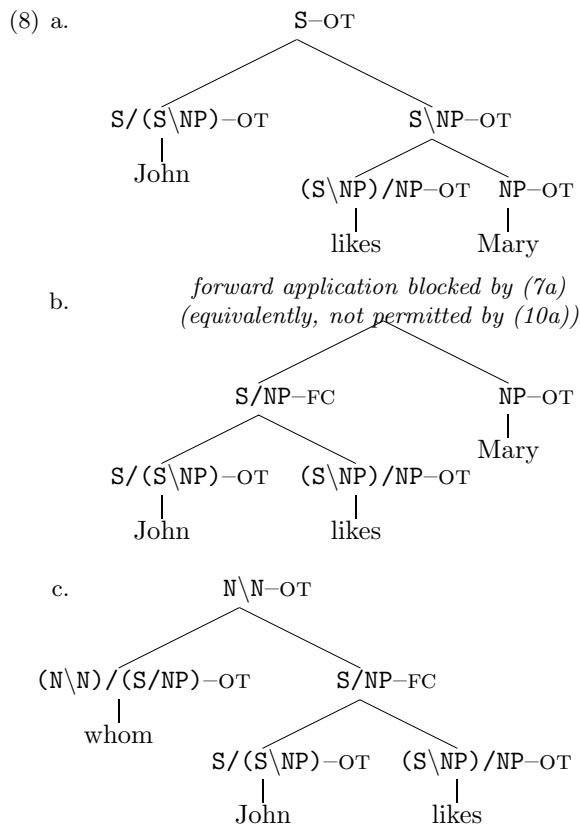 (8) a. S–OT
S/(S\NP)–OT S\NP–OT
John (S\NP)/NP–OT NP–OT
likes Mary
b. forward application blocked by (7a)
(equivalently, not permitted by (10a))
S/NP–FC NP–OT
Mary
S/(S\NP)–OT (S\NP)/NP–OT
John likes
c. N\N–OT
(N\N)/(S/NP)–OT S/NP–FC
whom
S/(S\NP)–OT (S\NP)/NP–OT
John likes